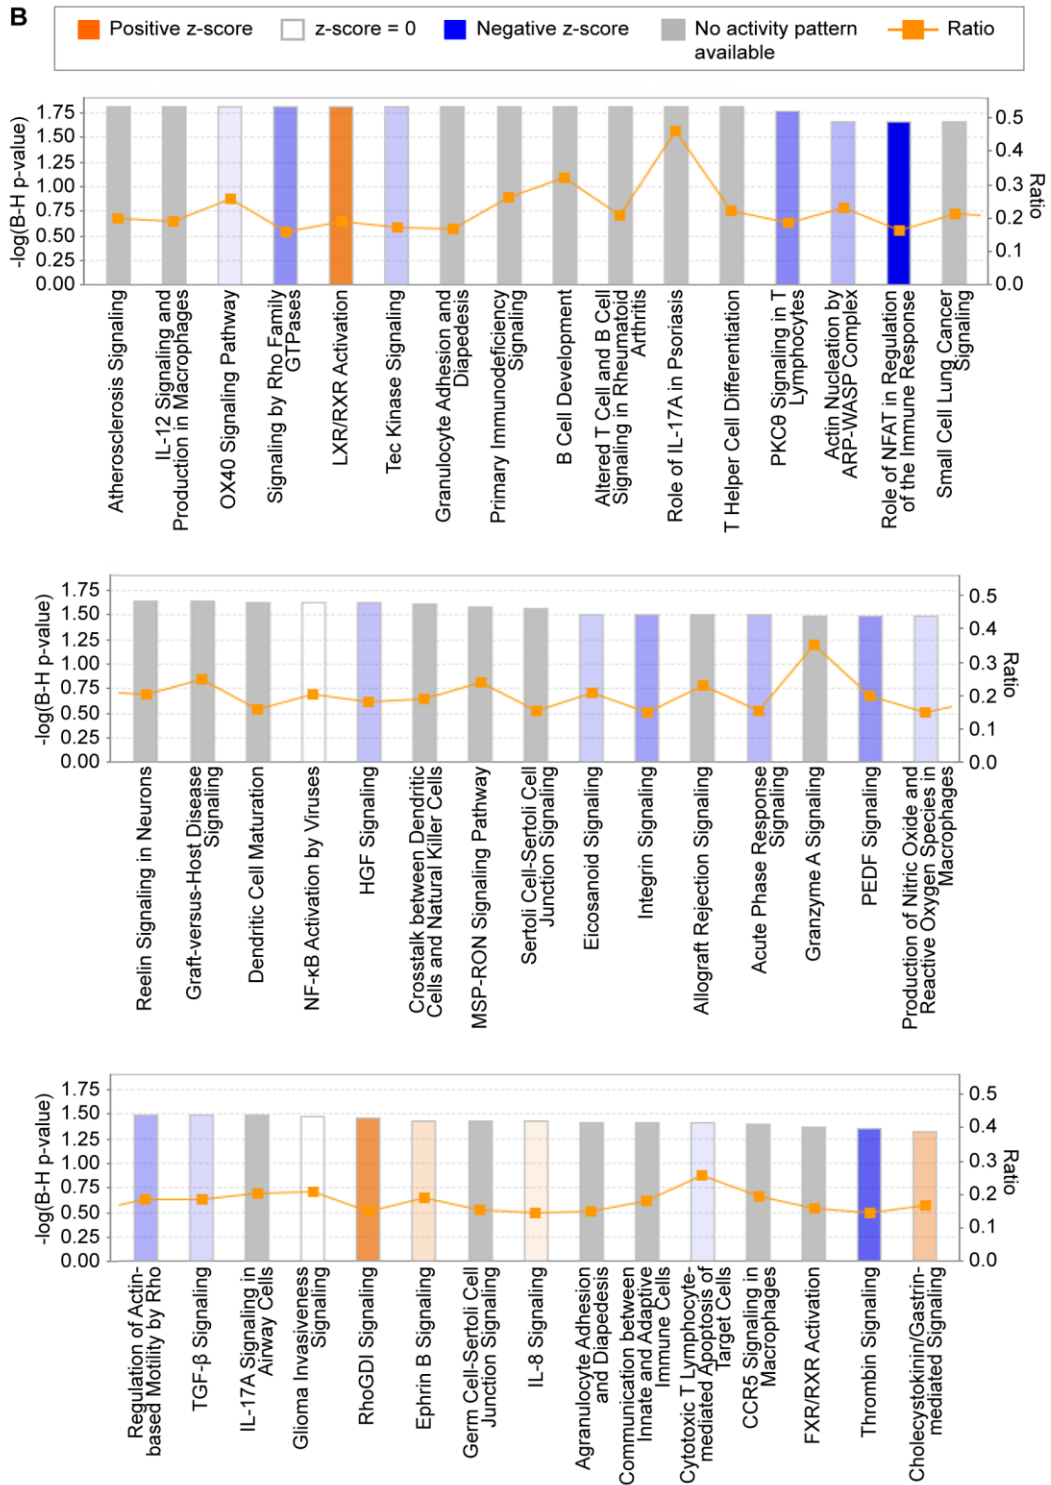 B
Positive z-score
z-score = 0
Negative z-score
No activity pattern
available
Ratio
-log(B-H p-value)
1.75
1.50
1.25
1.00
0.75
0.50
0.25
0.00
0.5
0.4
0.3
0.2
0.1
0.0
Ratio
Atherosclerosis Signaling
IL-12 Signaling and
Production in Macrophages
OX40 Signaling Pathway
Signaling by Rho Family
GTPases
LXR/RXR Activation
Tec Kinase Signaling
Granulocyte Adhesion and
Diapedesis
Primary Immunodeficiency
Signaling
B Cell Development
Altered T Cell and B Cell
Signaling in Rheumatoid
Arthritis
Role of IL-17A in Psoriasis
T Helper Cell Differentiation
PKCθ Signaling in T
Lymphocytes
Actin Nucleation by
ARP-WASP Complex
Role of NFAT in Regulation
of the Immune Response
Small Cell Lung Cancer
Signaling
-log(B-H p-value)
1.75
1.50
1.25
1.00
0.75
0.50
0.25
0.00
0.5
0.4
0.3
0.2
0.1
0.0
Ratio
Reelin Signaling in Neurons
Graft-versus-Host Disease
Signaling
Dendritic Cell Maturation
NF-κB Activation by Viruses
HGF Signaling
Crosstalk between Dendritic
Cells and Natural Killer Cells
MSP-RON Signaling Pathway
Sertoli Cell-Sertoli Cell
Junction Signaling
Eicosanoid Signaling
Integrin Signaling
Allograft Rejection Signaling
Acute Phase Response
Signaling
Granzyme A Signaling
PEDF Signaling
Production of Nitric Oxide and
Reactive Oxygen Species in
Macrophages
-log(B-H p-value)
1.75
1.50
1.25
1.00
0.75
0.50
0.25
0.00
0.5
0.4
0.3
0.2
0.1
0.0
Ratio
Regulation of Actin-
based Motility by Rho
TGF-β Signaling
IL-17A Signaling in
Airway Cells
Glioma Invasiveness
Signaling
RhoGDI Signaling
Ephrin B Signaling
Germ Cell-Sertoli Cell
Junction Signaling
IL-8 Signaling
Agranulocyte Adhesion
and Diapedesis
Communication between
Innate and Adaptive
Immune Cells
Cytotoxic T Lymphocyte-
mediated Apoptosis of
Target Cells
CCR5 Signaling in
Macrophages
FXR/RXR Activation
Thrombin Signaling
Cholecystokinin/Gastrin-
mediated Signaling